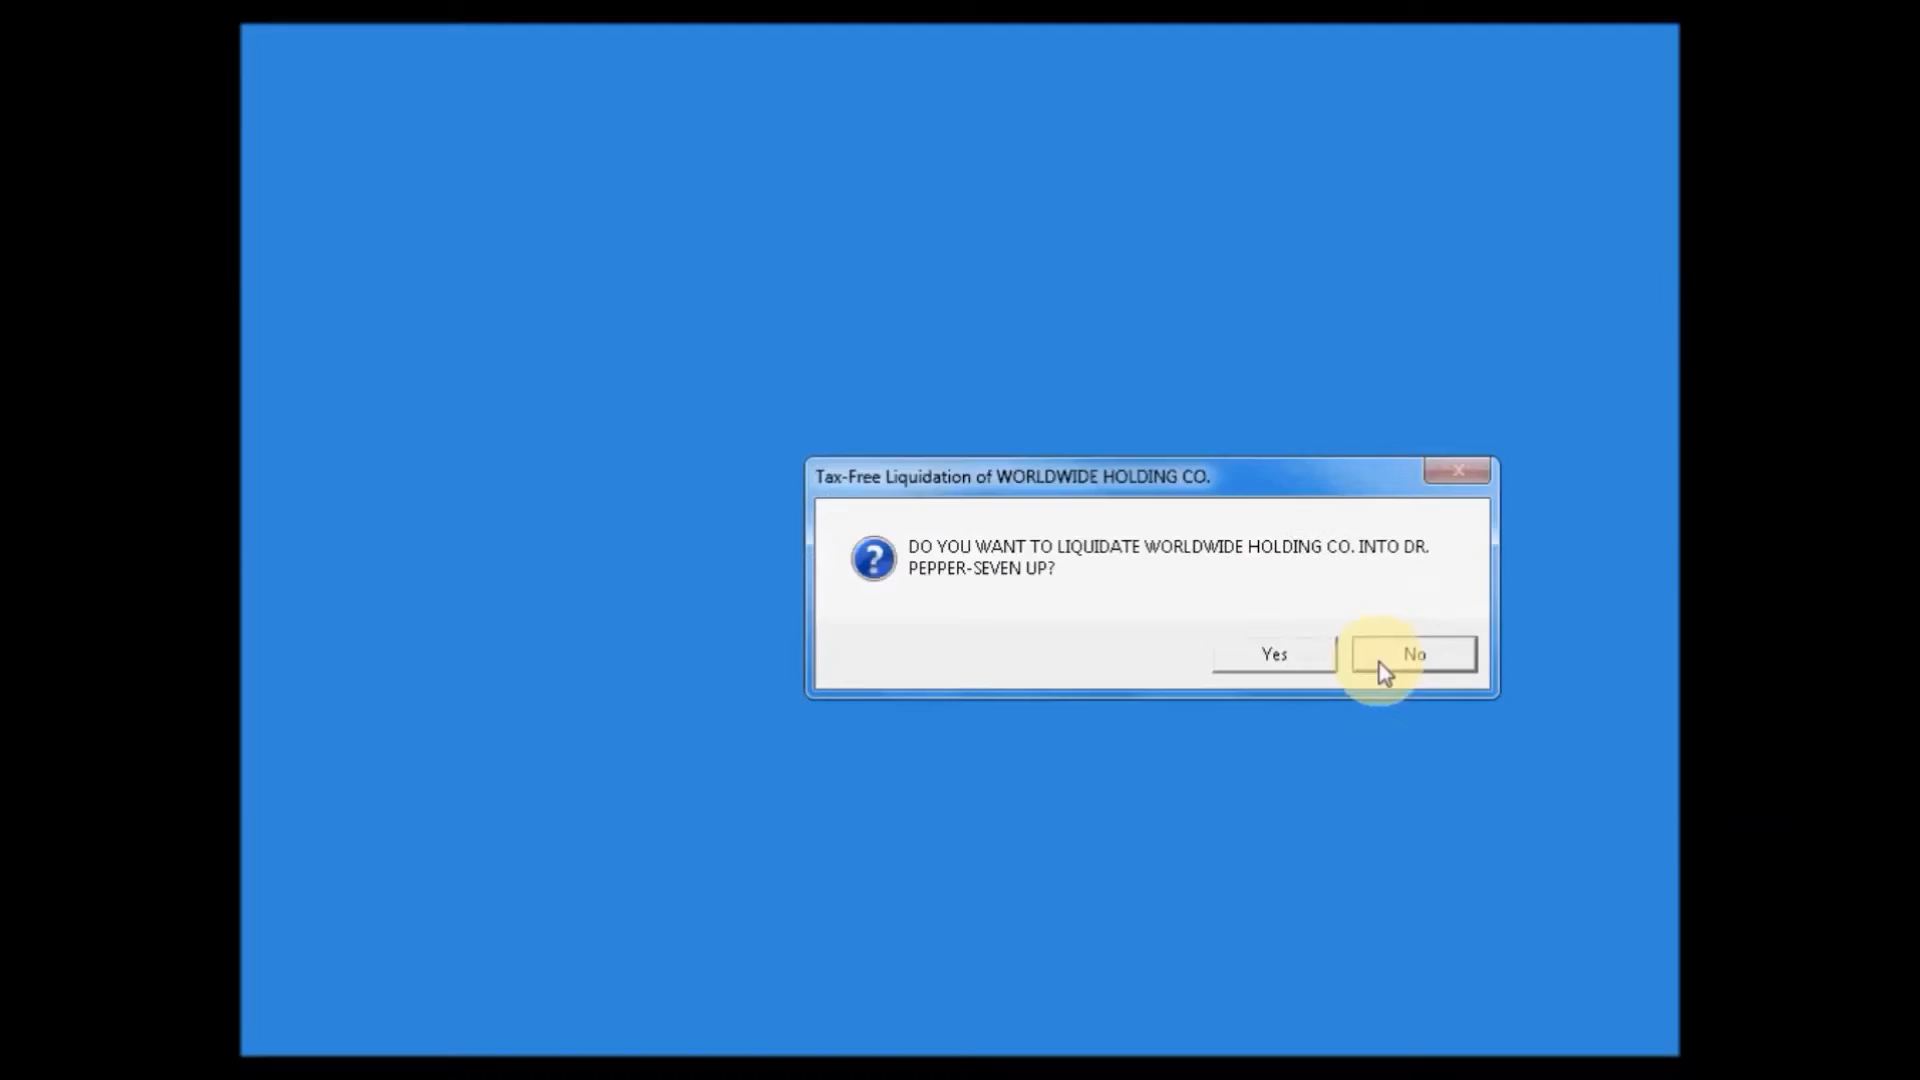 Tax-Free Liquidation of WORLDWIDE HOLDING CO.
DO YOU WANT TO LIQUIDATE WORLDWIDE HOLDING CO. INTO DR.
PEPPER-SEVEN UP?
Yes No